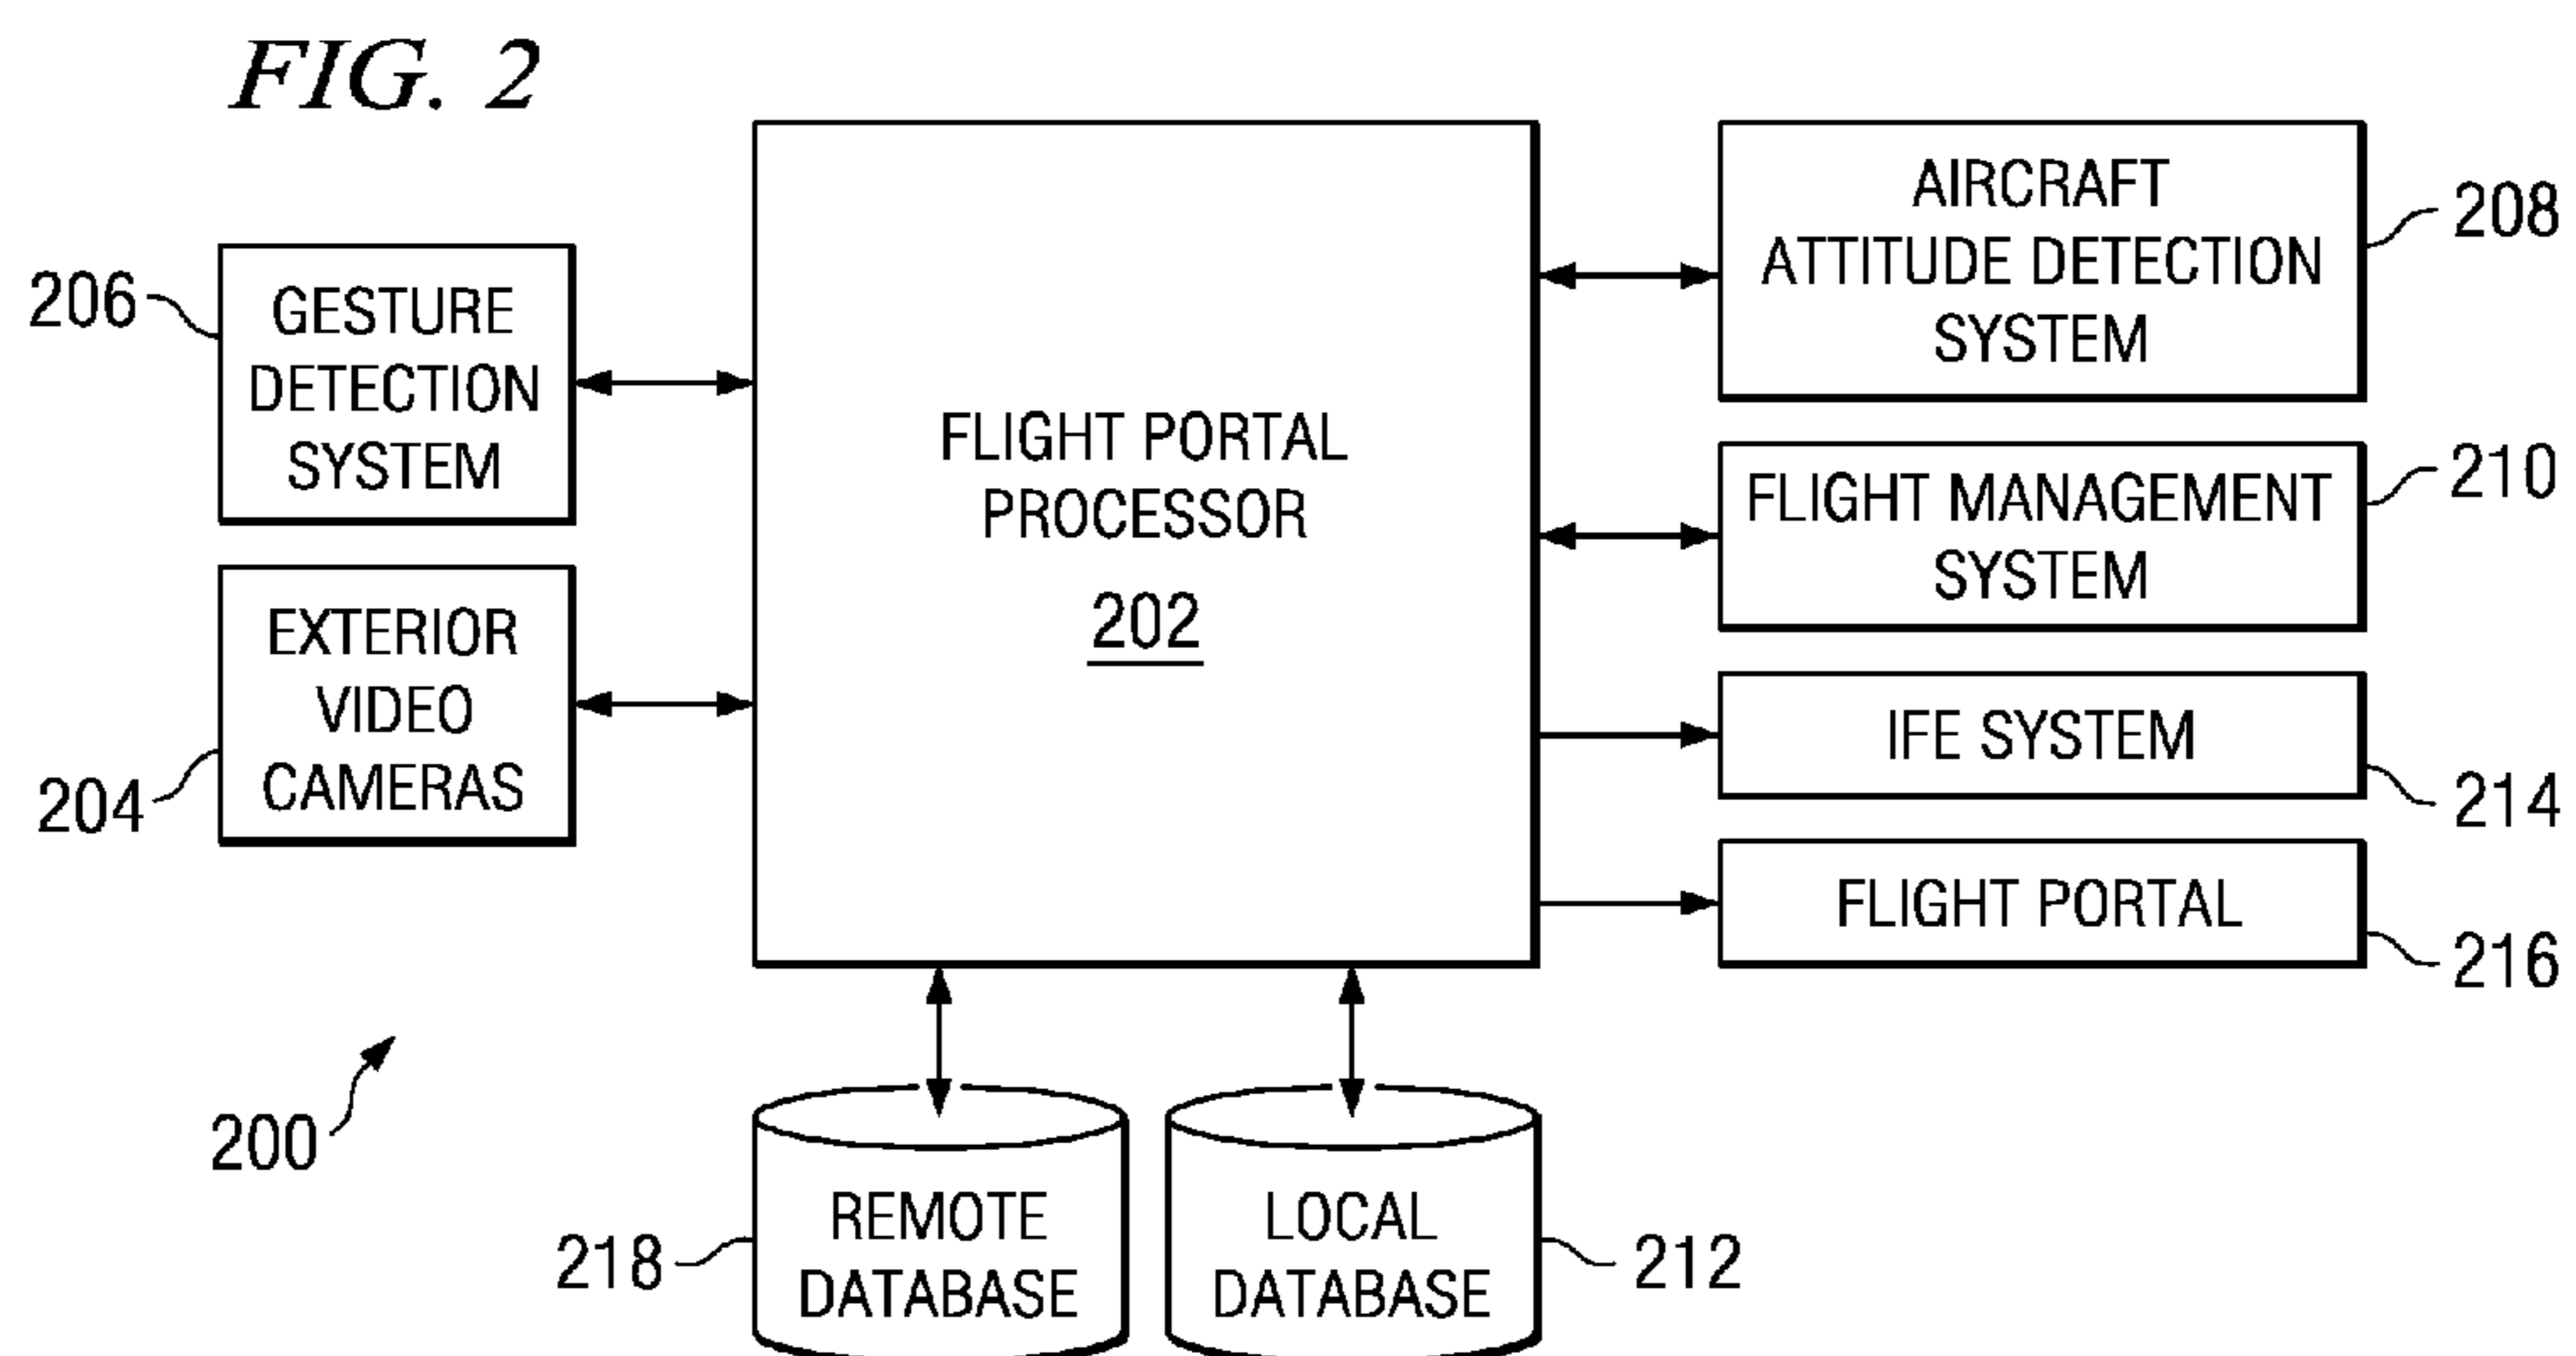 FIG. 2
206
GESTURE
DETECTION
SYSTEM
EXTERIOR
VIDEO
CAMERAS
204
FLIGHT PORTAL
PROCESSOR
202
AIRCRAFT
ATTITUDE DETECTION
SYSTEM
208
FLIGHT MANAGEMENT
SYSTEM
210
IFE SYSTEM
214
FLIGHT PORTAL
216
200
218
REMOTE
DATABASE
LOCAL
DATABASE
212